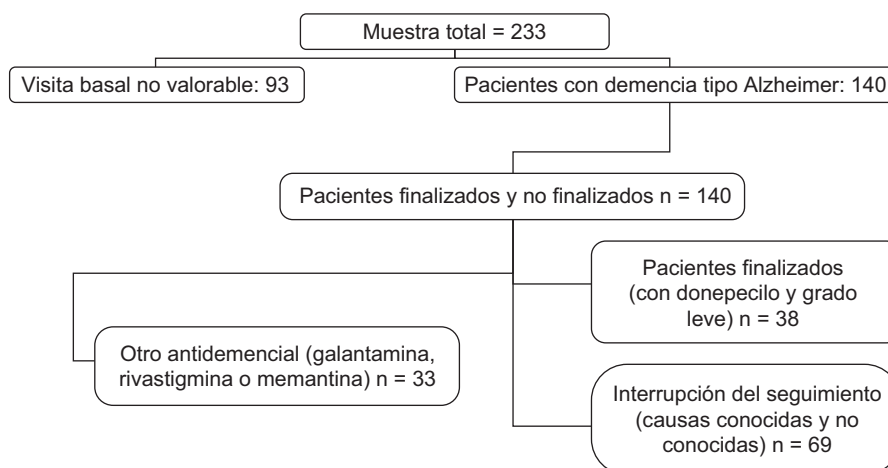 Muestra total = 233
Visita basal no valorable: 93
Pacientes con demencia tipo Alzheimer: 140
Pacientes finalizados y no finalizados n = 140
Pacientes finalizados
(con donepecilo y grado
leve) n = 38
Otro antidemencial (galantamina,
rivastigmina o memantina) n = 33
Interrupción del seguimiento
(causas conocidas y no
conocidas) n = 69